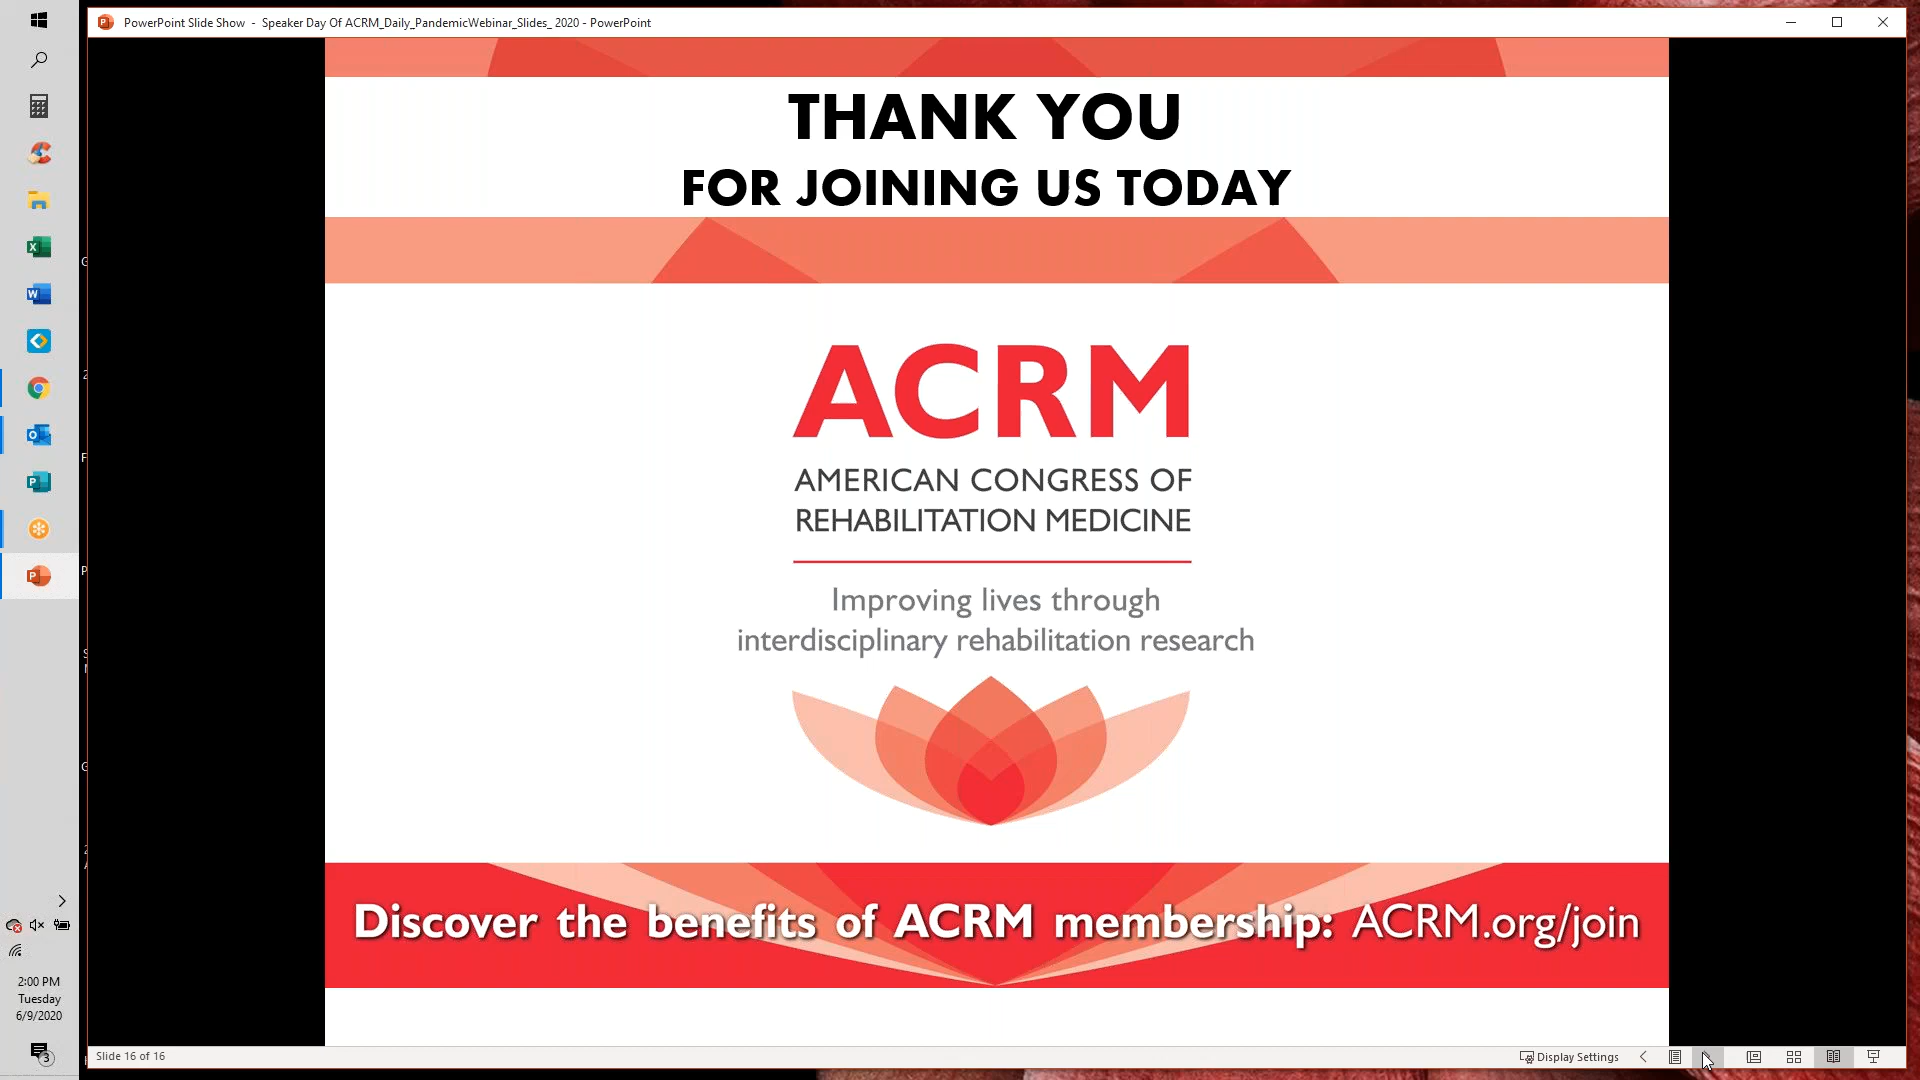 PowerPoint Slide Show - Speaker Day Of ACRM_Daily_PandemicWebinar_Slides_ 2020 - PowerPoint
THANK YOU
FOR JOINING US TODAY
ACRM
AMERICAN CONGRESS OF
REHABILITATION MEDICINE
Improving lives through
interdisciplinary rehabilitation research
Discover the benefits of ACRM membership: ACRM.org/join
2:00 PM
Tuesday
6/9/2020
3
Slide 16 of 16
Display Settings